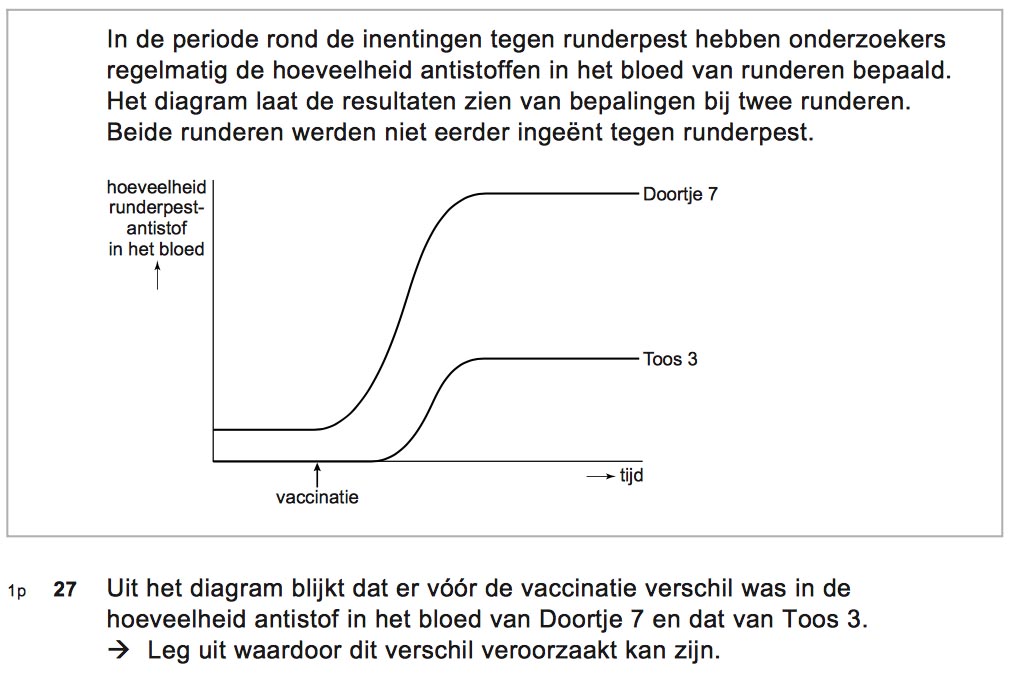 In de periode rond de inentingen tegen runderpest hebben onderzoekers
regelmatig de hoeveelheid antistoffen in het bloed van runderen bepaald.
Het diagram laat de resultaten zien van bepalingen bij twee runderen.
Beide runderen werden niet eerder ingeënt tegen runderpest.
hoeveelheid
runderpest-
antistof
in het bloed
Doortje 7
Toos 3
tijd
vaccinatie
1p 27 Uit het diagram blijkt dat er vóór de vaccinatie verschil was in de
hoeveelheid antistof in het bloed van Doortje 7 en dat van Toos 3.
→ Leg uit waardoor dit verschil veroorzaakt kan zijn.